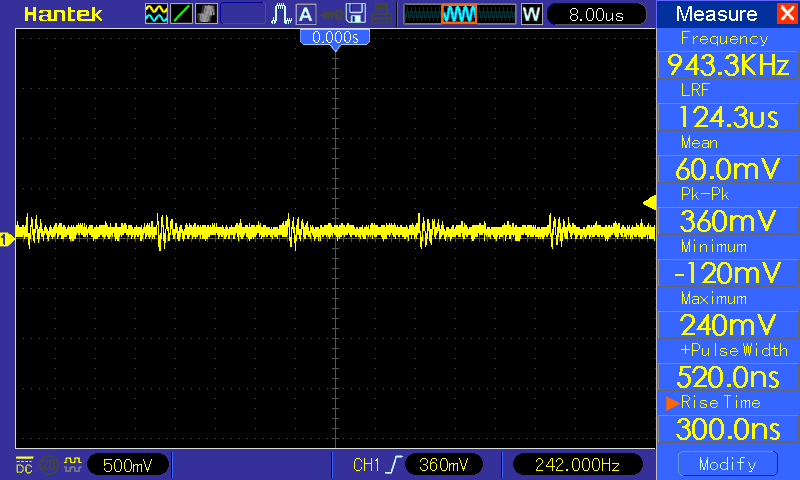 Hantek
A
W
8.00us
Measure
0.000s
Frequency
943.3KHz
LRF
124.3us
Mean
60.0mV
Pk-Pk
360mV
Minimum
-120mV
Maximum
240mV
+Pulse Width
520.0ns
Rise Time
300.0ns
Modify
1
DC
500mV
CH1
360mV
242.000Hz